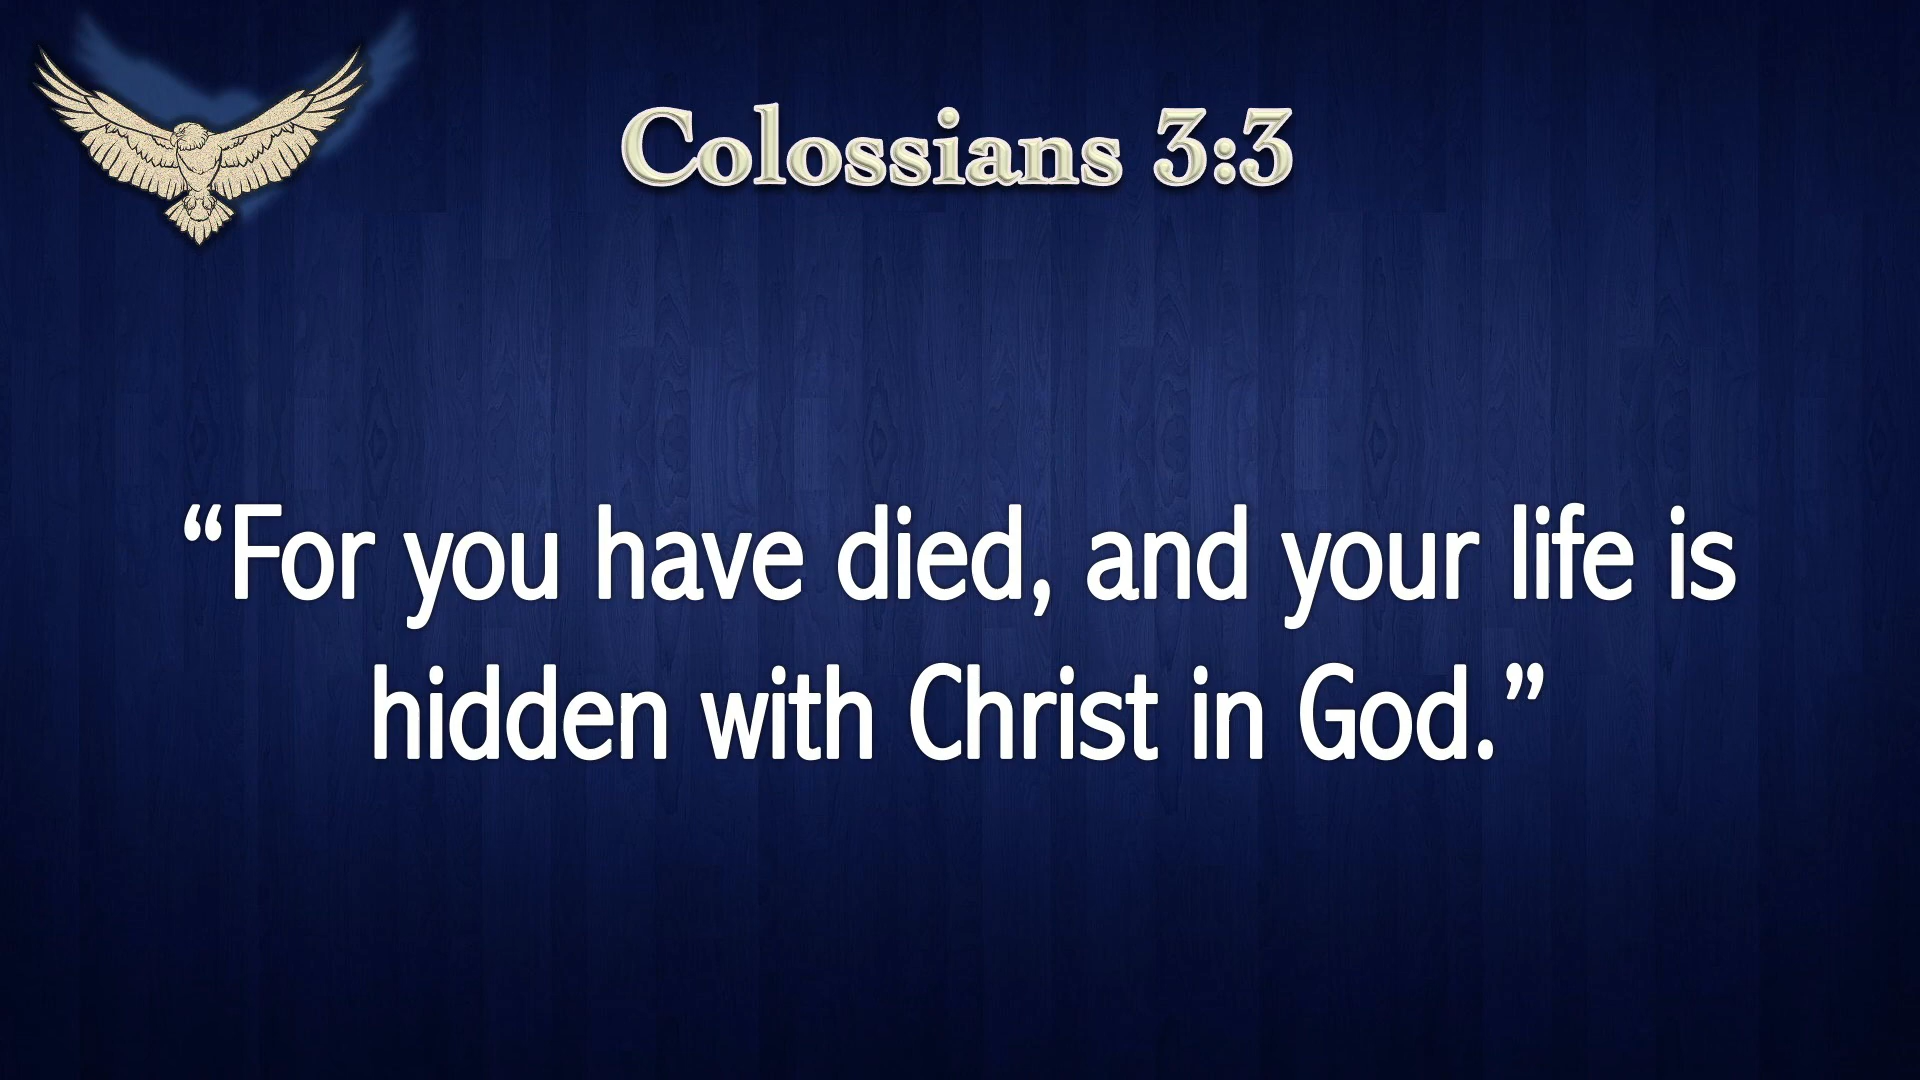 Colossians 3:3
“For you have died, and your life is
hidden with Christ in God.”